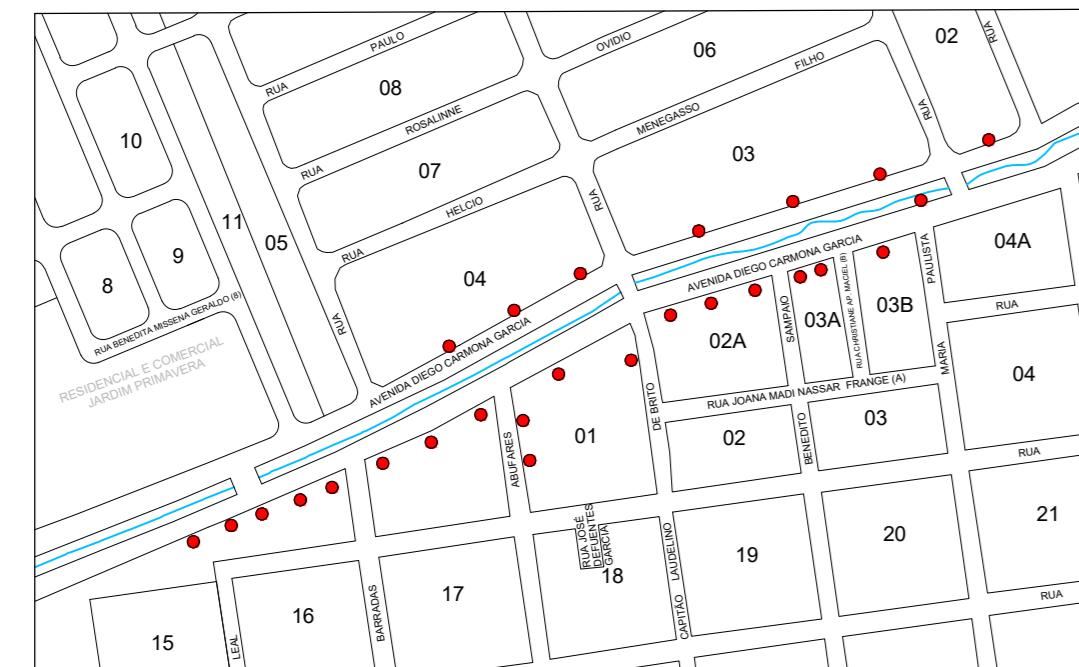 02
RUA
PAULO
OVIDIO
06
FILHO
RUA
08
ROSALINNE
MENEGASSO
RUA
10
07
03
RUA
HELCIO
RUA
11
05
RUA
04
9
8
AVENIDA DIEGO CARMONA GARCIA
PAULISTA
04A
RUA BENEDITA MISSENA GERALDO (6)
RUA
RESIDENCIAL E COMERCIAL
JARDIM PRIMAVERA
AVENIDA DIEGO CARMONA GARCIA
SAMPAIO
03A
RUA CHRISTIANE AP. MACIEL (B)
03B
RUA
02A
MARIA
04
DE BRITO
RUA JOANA MADI NASSAR FRANGE (A)
ABUFARES
01
02
BENEDITO
03
RUA
RUA JOSÉ
DEFUENTES
GARCIA
LAUDELINO
CAPITÃO
18
19
20
21
RUA
17
16
15
BARRADAS
LEAL